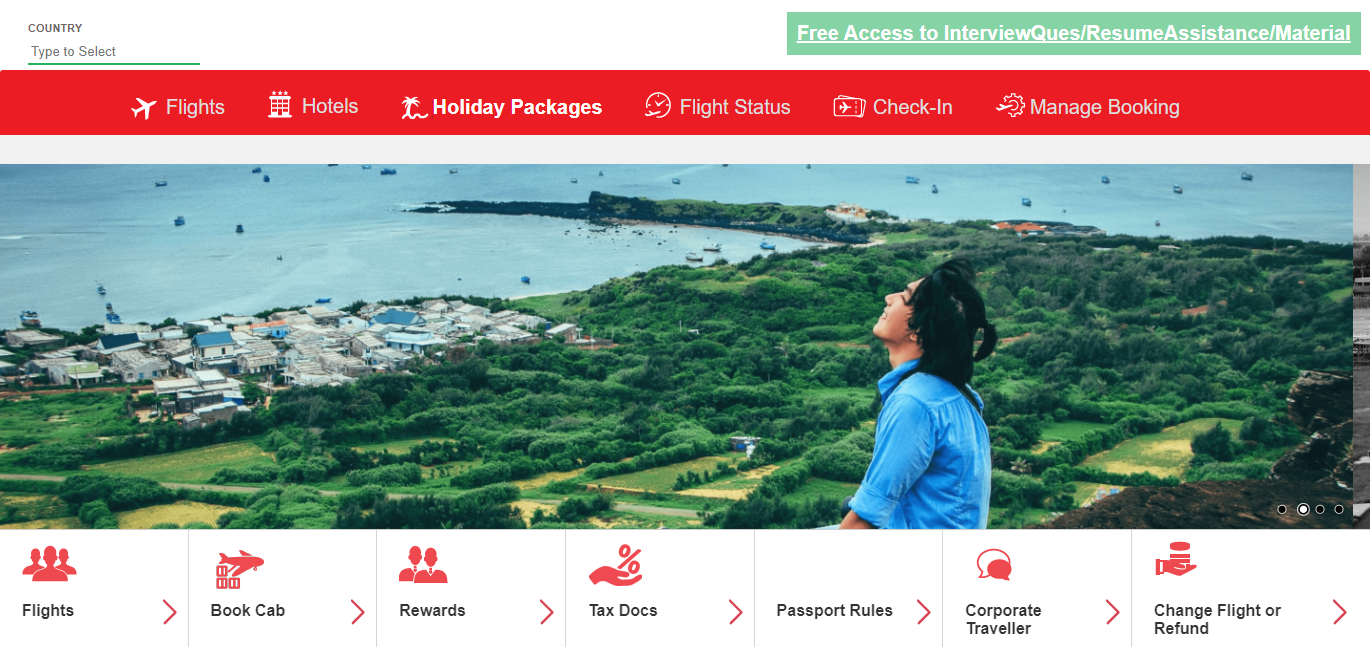 COUNTRY
Type to Select
Free Access to InterviewQues/ResumeAssistance/Material
Flights
Hotels
Holiday Packages
Flight Status
Check-In
Manage Booking
Flights
Book Cab
Rewards
Tax Docs
Passport Rules
Corporate
Traveller
Change Flight or
Refund